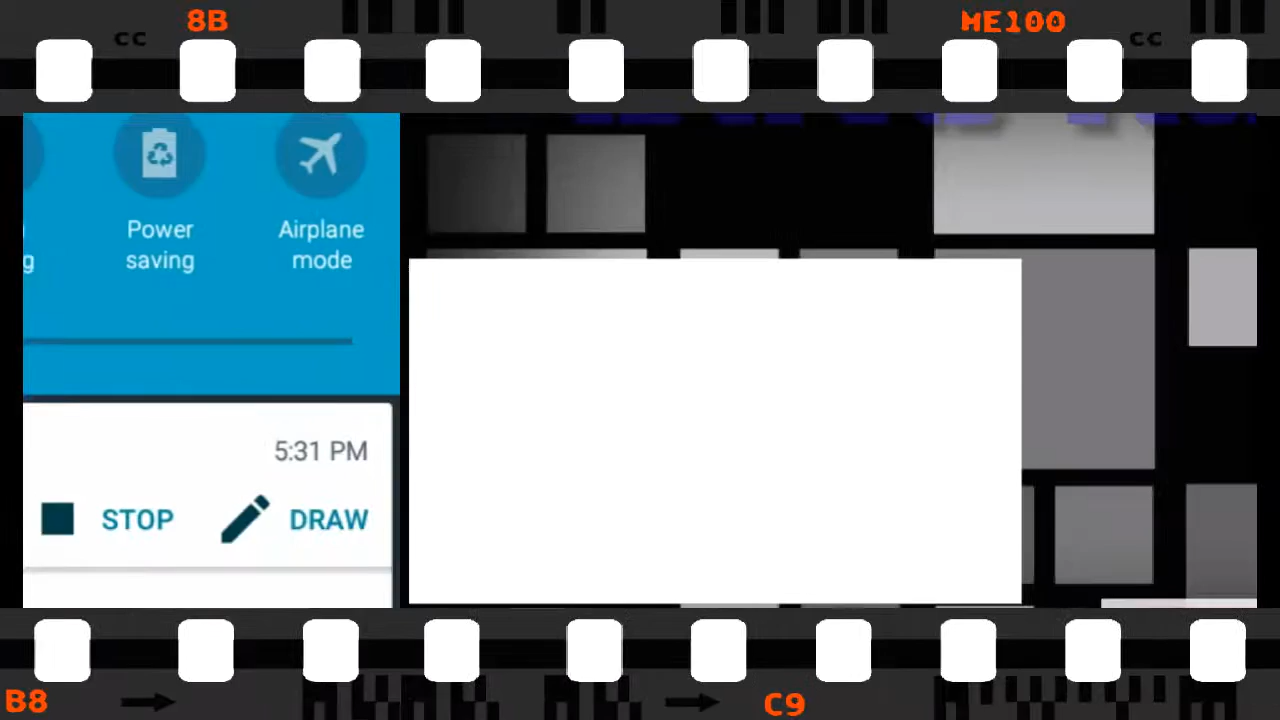 8B
ME100
cc
cc
Power
saving
Airplane
mode
g
5:31 PM
STOP
DRAW
B8
C9